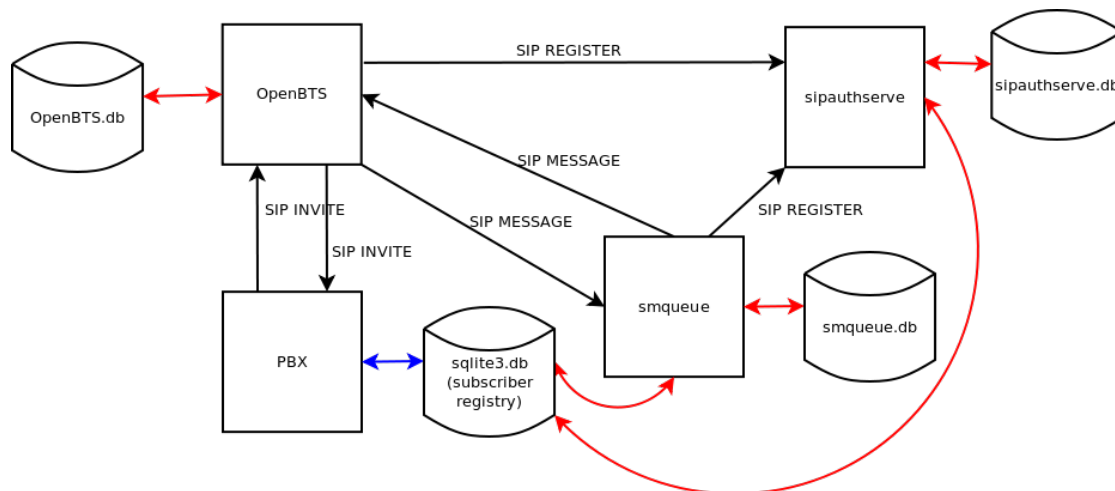 SIP REGISTER
OpenBTS
sipauthserve
sipauthserve.db
OpenBTS.db
SIP MESSAGE
SIP INVITE
SIP MESSAGE
SIP REGISTER
SIP INVITE
smqueue
smqueue.db
PBX
sqlite3.db
(subscriber
registry)